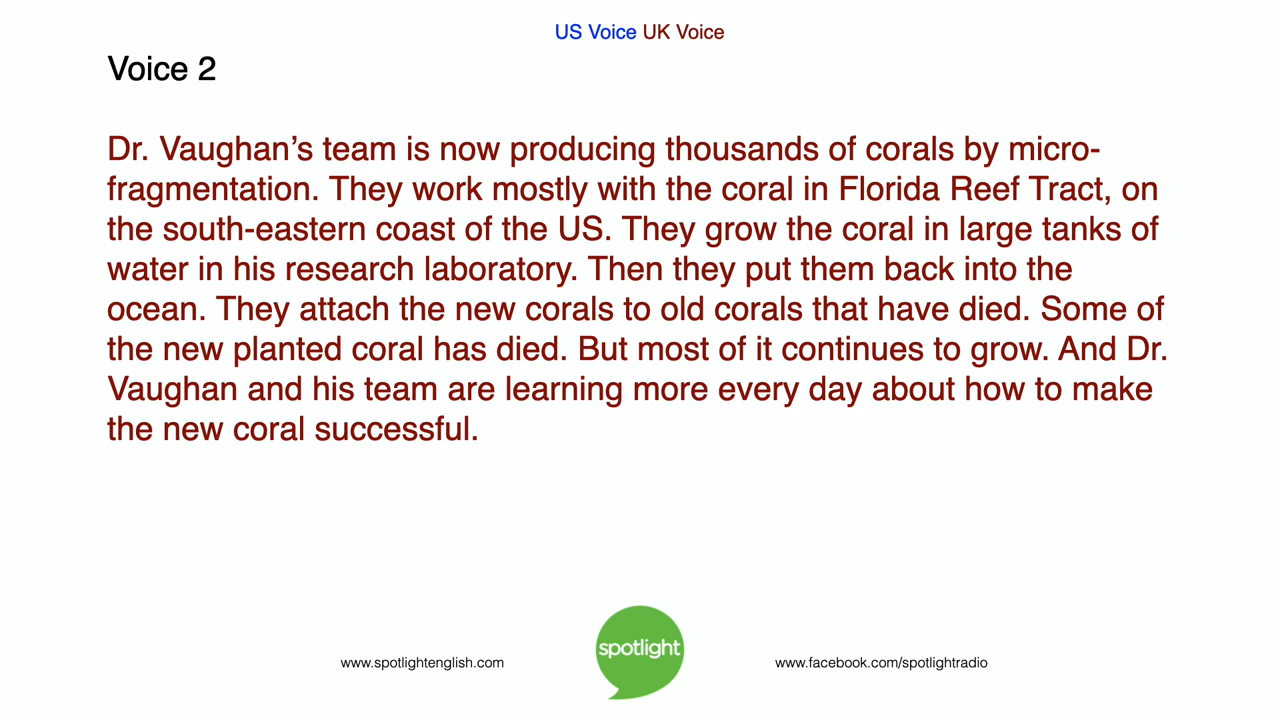 US Voice UK Voice
Voice 2
Dr. Vaughan’s team is now producing thousands of corals by micro-
fragmentation. They work mostly with the coral in Florida Reef Tract, on
the south-eastern coast of the US. They grow the coral in large tanks of
water in his research laboratory. Then they put them back into the
ocean. They attach the new corals to old corals that have died. Some of
the new planted coral has died. But most of it continues to grow. And Dr.
Vaughan and his team are learning more every day about how to make
the new coral successful.
spotlight
www.spotlightenglish.com
www.facebook.com/spotlightradio